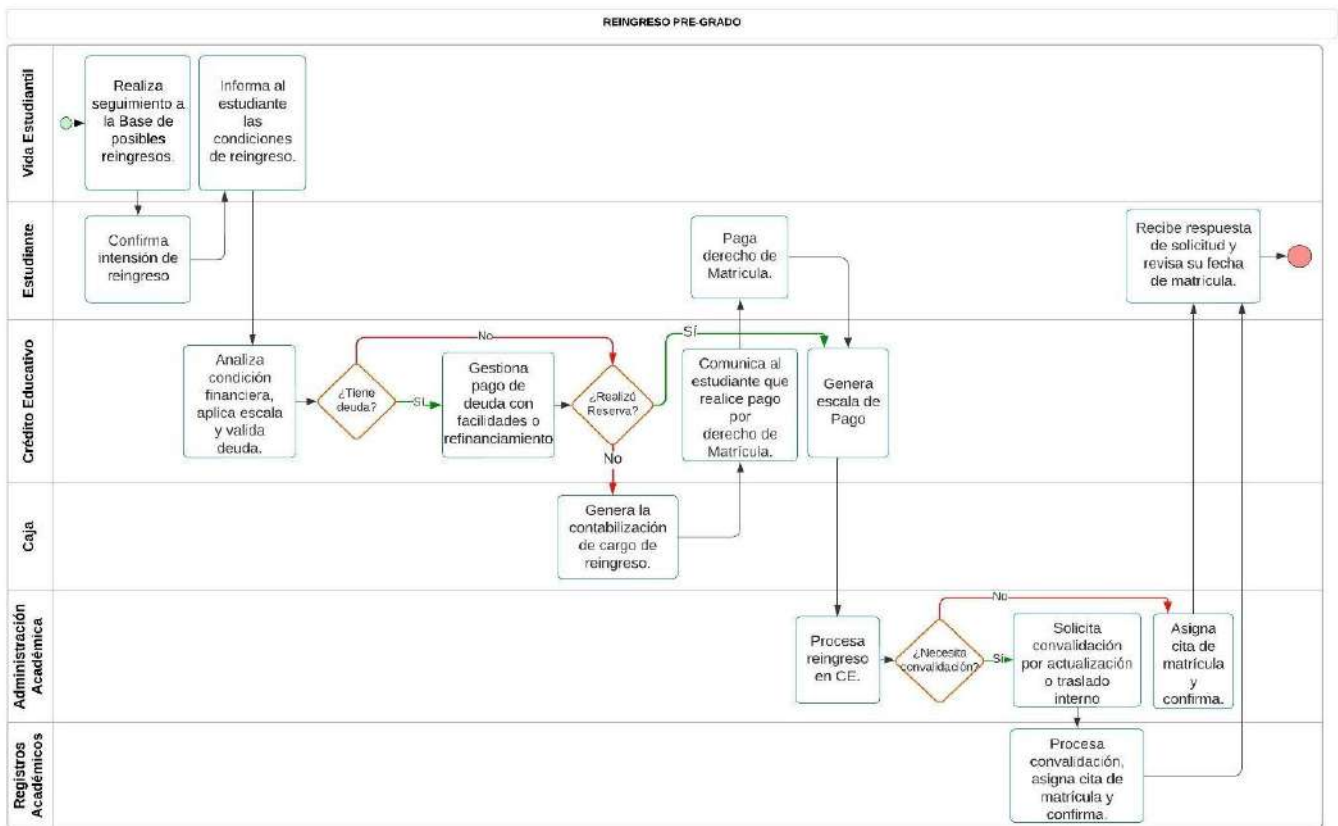 REINGRESO PRE-GRADO
Vida Estudiantil
Realiza
seguimiento a
la Base de
posibles
reingresos.
Informa al
estudiante
las
condiciones
de reingreso.
Estudiante
Confirma
intensión de
reingreso
Paga
derecho de
Matrícula.
Recibe respuesta
de solicitud y
revisa su fecha
de matrícula.
Crédito Educativo
Analiza
condición
financiera,
aplica escala
y valida
deuda.
¿Tiene
deuda?
No
Sí
Gestiona
pago de
deuda con
facilidades o
refinanciamiento
¿Realizó
Reserva?
Sí
No
Comunica al
estudiante que
realice pago
por
derecho de
Matrícula.
Genera
escala de
Pago
Caja
Genera la
contabilización
de cargo de
reingreso.
Administración
Académica
Procesa
reingreso
en CE.
¿Necesita
convalidación?
No
Sí
Solicita
convalidación
por actualización
o traslado
interno
Asigna
cita de
matrícula
y
confirma.
Registros
Académicos
Procesa
convalidación,
asigna cita de
matrícula y
confirma.